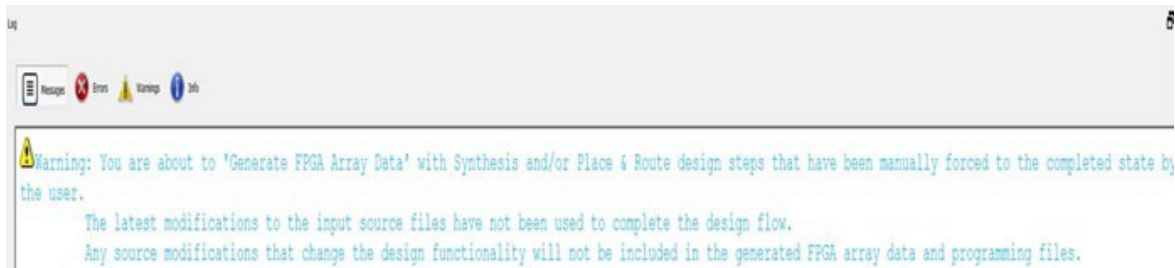 Log
Messages Errors Warnings Info
Warning: You are about to 'Generate FPGA Array Data' with Synthesis and/or Place & Route design steps that have been manually forced to the completed state by
the user.
The latest modifications to the input source files have not been used to complete the design flow.
Any source modifications that change the design functionality will not be included in the generated FPGA array data and programming files.